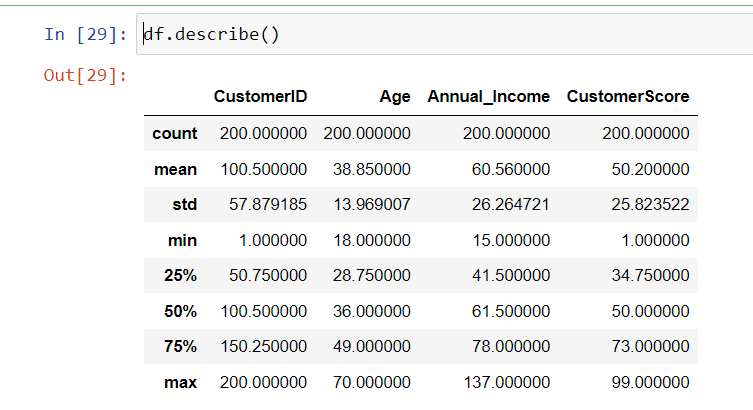 In [29]: df.describe()
Out[29]:
CustomerID Age Annual_Income CustomerScore
count 200.000000 200.000000 200.000000 200.000000
mean 100.500000 38.850000 60.560000 50.200000
std 57.879185 13.969007 26.264721 25.823522
min 1.000000 18.000000 15.000000 1.000000
25% 50.750000 28.750000 41.500000 34.750000
50% 100.500000 36.000000 61.500000 50.000000
75% 150.250000 49.000000 78.000000 73.000000
max 200.000000 70.000000 137.000000 99.000000